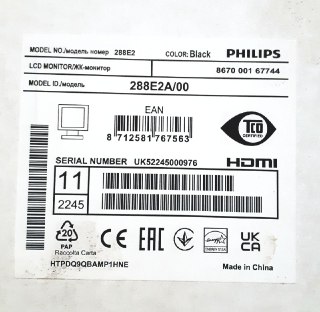 MODEL NO./модель номер 288E2 COLOR: Black PHILIPS
LCD MONITOR/ЖК-монитор 8670 001 67744
MODEL ID./модель 288E2A/00
EAN
8 712581 767563
TCO
CERTIFIED
SERIAL NUMBER UK52245000976 HDMI
11
2245
20
PAP
Raccolta Carta
CE EAC UK
CA
HTPDQ9QBAMP1HNE
Made in China